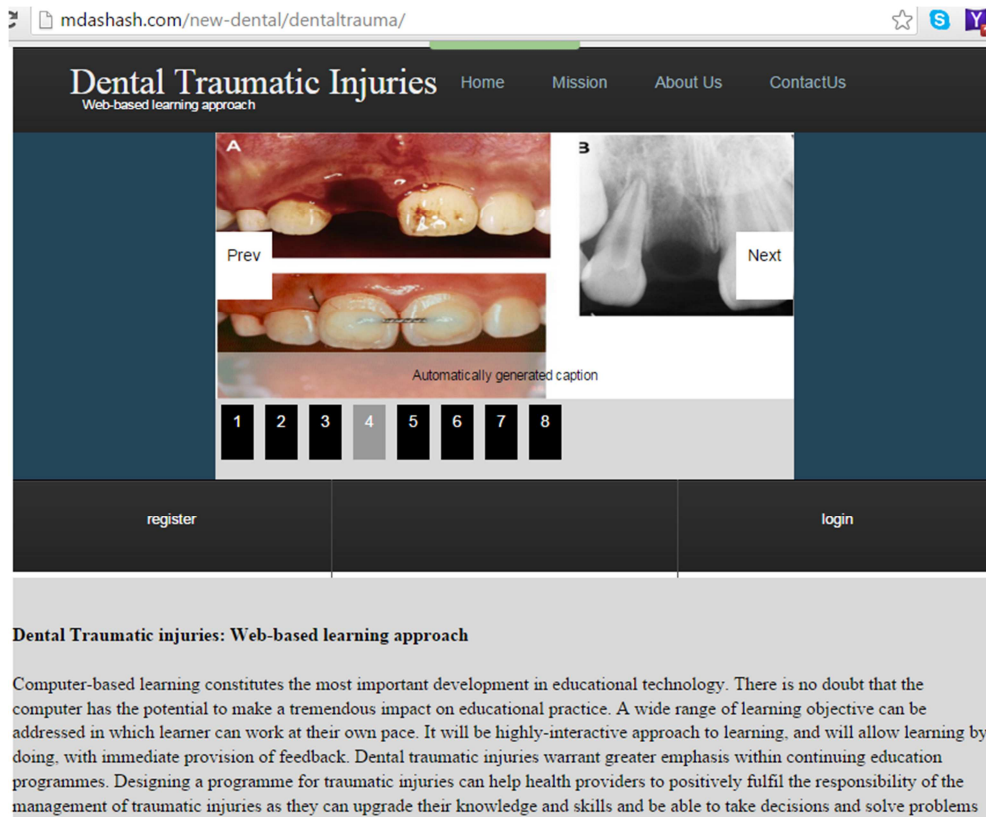 mdashash.com/new-dental/dentaltrauma/
Dental Traumatic Injuries
Web-based learning approach
Home
Mission
About Us
ContactUs
A
B
Prev
Next
Automatically generated caption
1 2 3 4 5 6 7 8
register
login
Dental Traumatic injuries: Web-based learning approach
Computer-based learning constitutes the most important development in educational technology. There is no doubt that the
computer has the potential to make a tremendous impact on educational practice. A wide range of learning objective can be
addressed in which learner can work at their own pace. It will be highly-interactive approach to learning, and will allow learning by
doing, with immediate provision of feedback. Dental traumatic injuries warrant greater emphasis within continuing education
programmes. Designing a programme for traumatic injuries can help health providers to positively fulfil the responsibility of the
management of traumatic injuries as they can upgrade their knowledge and skills and be able to take decisions and solve problems